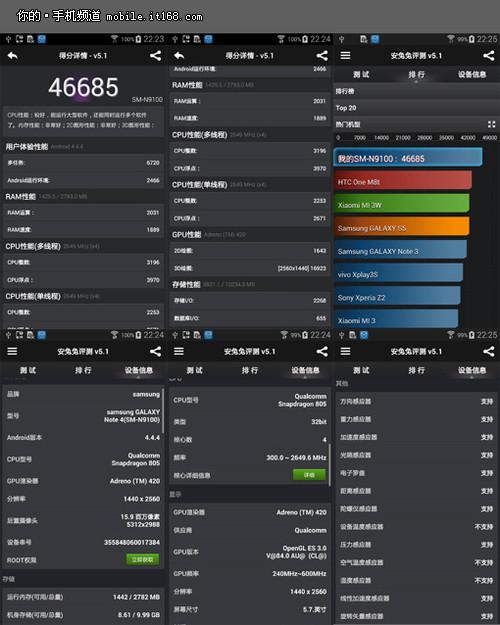 你的·手机频道 mobile.it168.com
100% 22:23
得分详情 - v5.1
46685
SM-N9100
CPU性能：较好，能运行大型软件，还能同时运行多个软件
了。内存性能：非常好；2D图形性能：非常好；3D图形性能：
用户体验性能 Android 4.4.4
多任务： 6720
Android运行环境： 2466
RAM性能 1420.5 / 2783.0 MB
RAM运算： 2031
RAM速度： 1889
CPU性能(多线程) 2649 MHz (x4)
CPU整数： 3196
CPU浮点： 3970
CPU性能(单线程) 2649 MHz (x4)
CPU整数： 2253
100% 22:24
得分详情 - v5.1
Android运行环境： 2466
RAM性能 1420.5 / 2783.0 MB
RAM运算： 2031
RAM速度： 1889
CPU性能(多线程) 2649 MHz (x4)
CPU整数： 3196
CPU浮点： 3970
CPU性能(单线程) 2649 MHz (x4)
CPU整数： 2253
CPU浮点： 2671
GPU性能 Adreno (TM) 420
2D绘图： 1643
3D绘图： [2560x1440] 16923
存储性能
存储I/O： 2268
数据库I/O： 655
99% 22:25
安兔兔评测 v5.1
测 试 排 行 设备信息
排行榜
Top 20
热门机型
0 7000 14000 21000 28000 35000 42000 49000
我的SM-N9100 : 46685
HTC One M8t
Xiaomi MI 3W
Samsung GALAXY S5
Samsung GALAXY Note 3
vivo Xplay3S
Sony Xperia Z2
Xiaomi MI 3
100% 22:24
安兔兔评测 v5.1
测 试 排 行 设备信息
品牌 samsung
型号 samsung GALAXY
Note 4(SM-N9100)
Android版本 4.4.4
CPU型号 Qualcomm
Snapdragon 805
GPU渲染器 Adreno (TM) 420
分辨率 1440 x 2560
后置摄像头 15.9 百万像素
5312x2988
设备串号 355848060017384
ROOT权限 立即获取
存储
运行内存(可用/总量) 1442 / 2782 MB
机身存储(可用/总量) 8.61 / 9.99 GB
99% 22:24
安兔兔评测 v5.1
测 试 排 行 设备信息
CPU型号 Qualcomm
Snapdragon 805
类型 32bit
核心数 4
频率 300.0 ~ 2649.6 MHz
核心详细信息 详细
显示
GPU渲染器 Adreno (TM) 420
供应商 Qualcomm
GPU版本 OpenGL ES 3.0
V@84.0 AU@ (CL@)
GPU频率 240MHz~600MHz
分辨率 1440 x 2560
屏幕尺寸 5.7.英寸
99% 22:24
安兔兔评测 v5.1
测 试 排 行 设备信息
其他
方向感应器 支持
重力感应器 支持
加速度感应器 支持
光照感应器 支持
电子罗盘 支持
距离感应器 支持
陀螺仪感应器 支持
设备温度感应器 不支持
压力感应器 支持
空气温度感应器 不支持
湿度感应器 不支持
线性加速度感应器 支持
旋转矢量感应器 支持